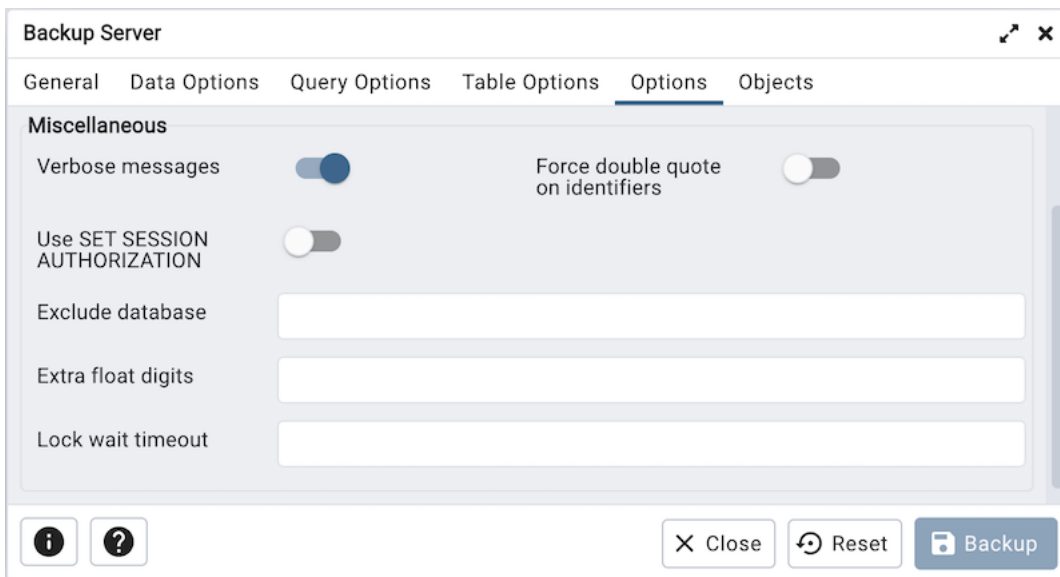 Backup Server
General Data Options Query Options Table Options Options Objects
Miscellaneous
Verbose messages
Force double quote
on identifiers
Use SET SESSION
AUTHORIZATION
Exclude database
Extra float digits
Lock wait timeout
Close Reset Backup